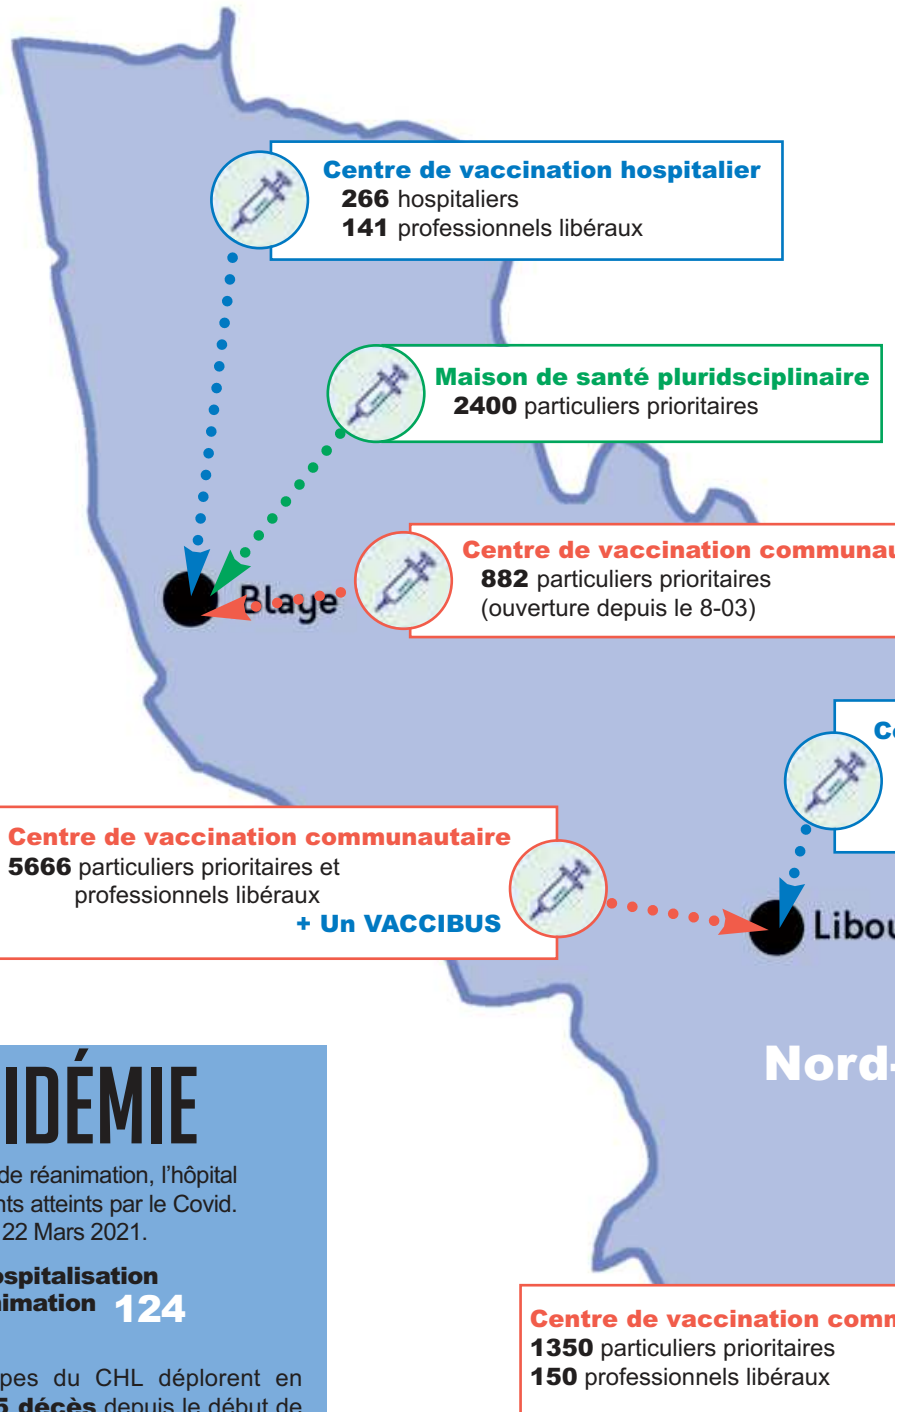 Centre de vaccination hospitalier
266 hospitaliers
141 professionnels libéraux
Maison de santé pluridsciplinaire
2400 particuliers prioritaires
Centre de vaccination communau
882 particuliers prioritaires
(ouverture depuis le 8-03)
Blaye
Centre de vaccination communautaire
5666 particuliers prioritaires et
professionnels libéraux
+ Un VACCIBUS
Libou
Nord-
IDÉMIE
de réanimation, l'hôpital
nts atteints par le Covid.
22 Mars 2021.
ospitalisation
nimation 124
pes du CHL déplorent en
5 décès depuis le début de
Centre de vaccination comm
1350 particuliers prioritaires
150 professionnels libéraux